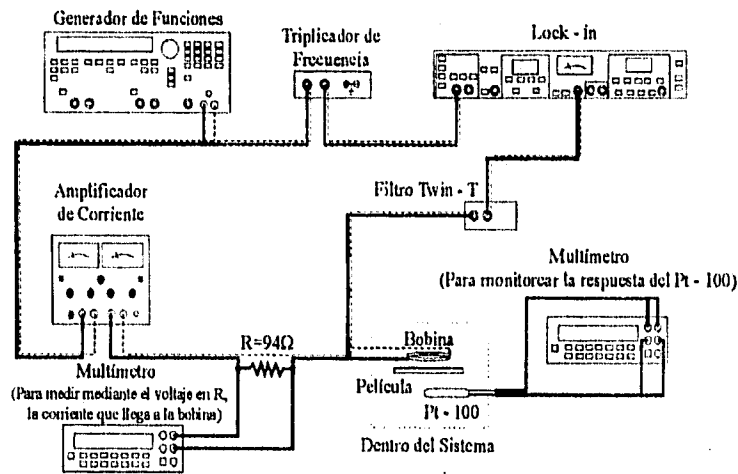 Generador de Funciones
Triplicador de
Frecuencia
Lock - in
Amplificador
de Corriente
Filtro Twin - T
Multímetro
(Para monitorear la respuesta del Pt - 100)
R=94Ω
Bobina
Película
Pt - 100
Dentro del Sistema
Multímetro
(Para medir mediante el voltaje en R,
la corriente que llega a la bobina)